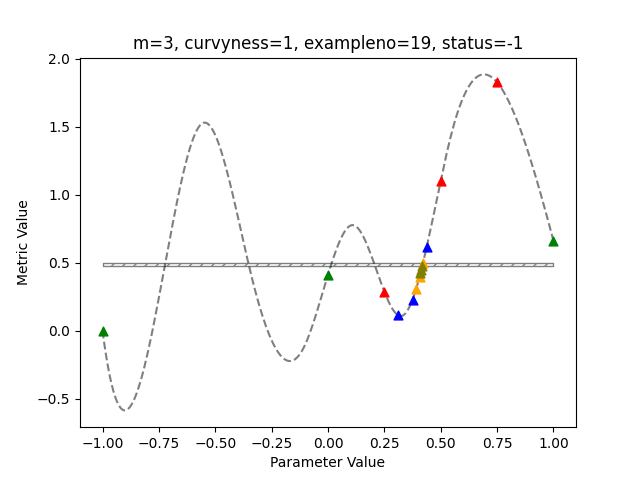 m=3, curvyness=1, exampleno=19, status=-1
Metric Value
2.0
1.5
1.0
0.5
0.0
−0.5
−1.00 −0.75 −0.50 −0.25 0.00 0.25 0.50 0.75 1.00
Parameter Value